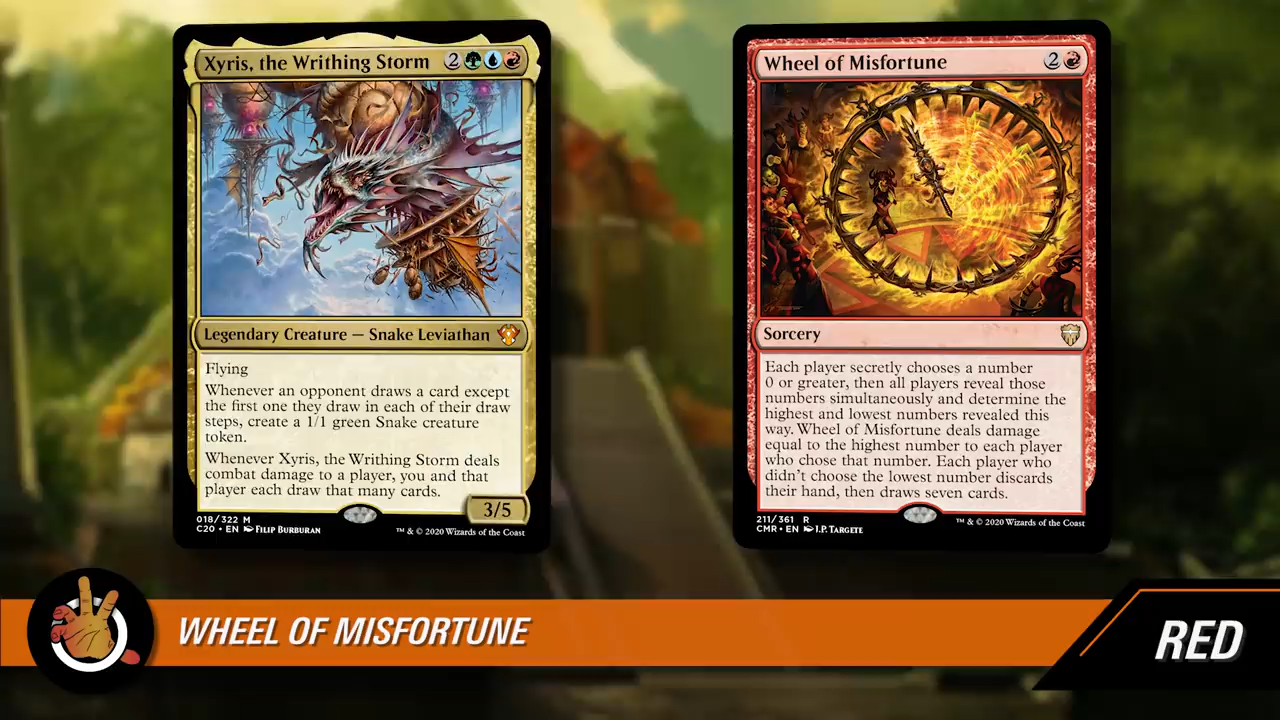 Xyris, the Writhing Storm 2
Legendary Creature — Snake Leviathan
Flying
Whenever an opponent draws a card except
the first one they draw in each of their draw
steps, create a 1/1 green Snake creature
token.
Whenever Xyris, the Writhing Storm deals
combat damage to a player, you and that
player each draw that many cards.
3/5
018/322 M
C20 • EN Filip Burburan
™ & © 2020 Wizards of the Coast
Wheel of Misfortune 2
Sorcery
Each player secretly chooses a number
0 or greater, then all players reveal those
numbers simultaneously and determine the
highest and lowest numbers revealed this
way. Wheel of Misfortune deals damage
equal to the highest number to each player
who chose that number. Each player who
didn't choose the lowest number discards
their hand, then draws seven cards.
211/361 R
CMR • EN J.P. Targete
™ & © 2020 Wizards of the Coast
WHEEL OF MISFORTUNE
RED